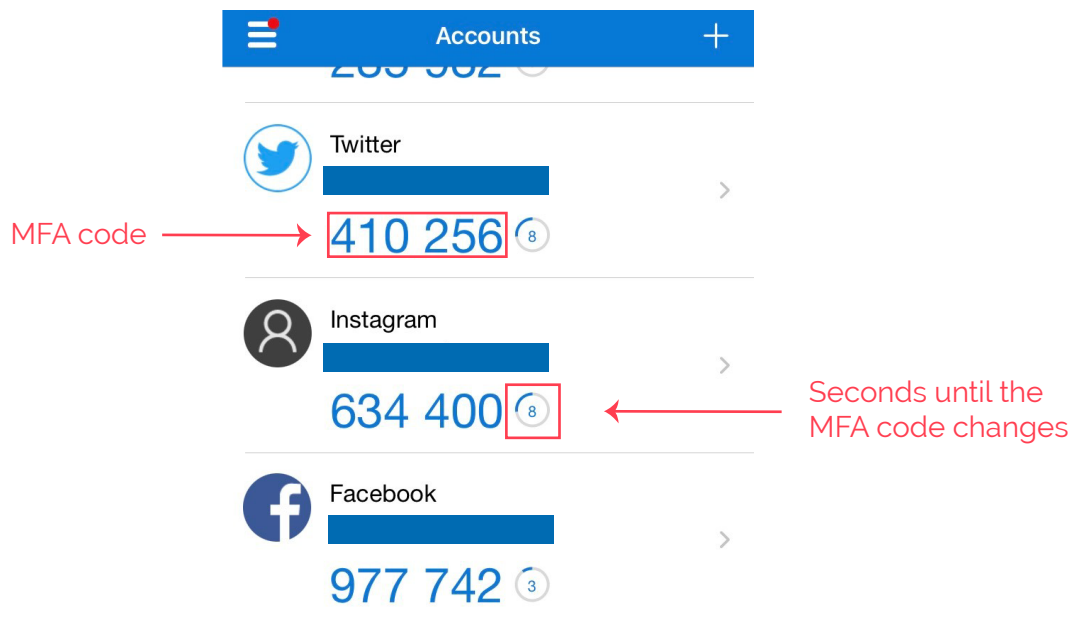 Accounts
Twitter
MFA code
410 256 8
Instagram
634 400 8
Seconds until the
MFA code changes
Facebook
977 742 3